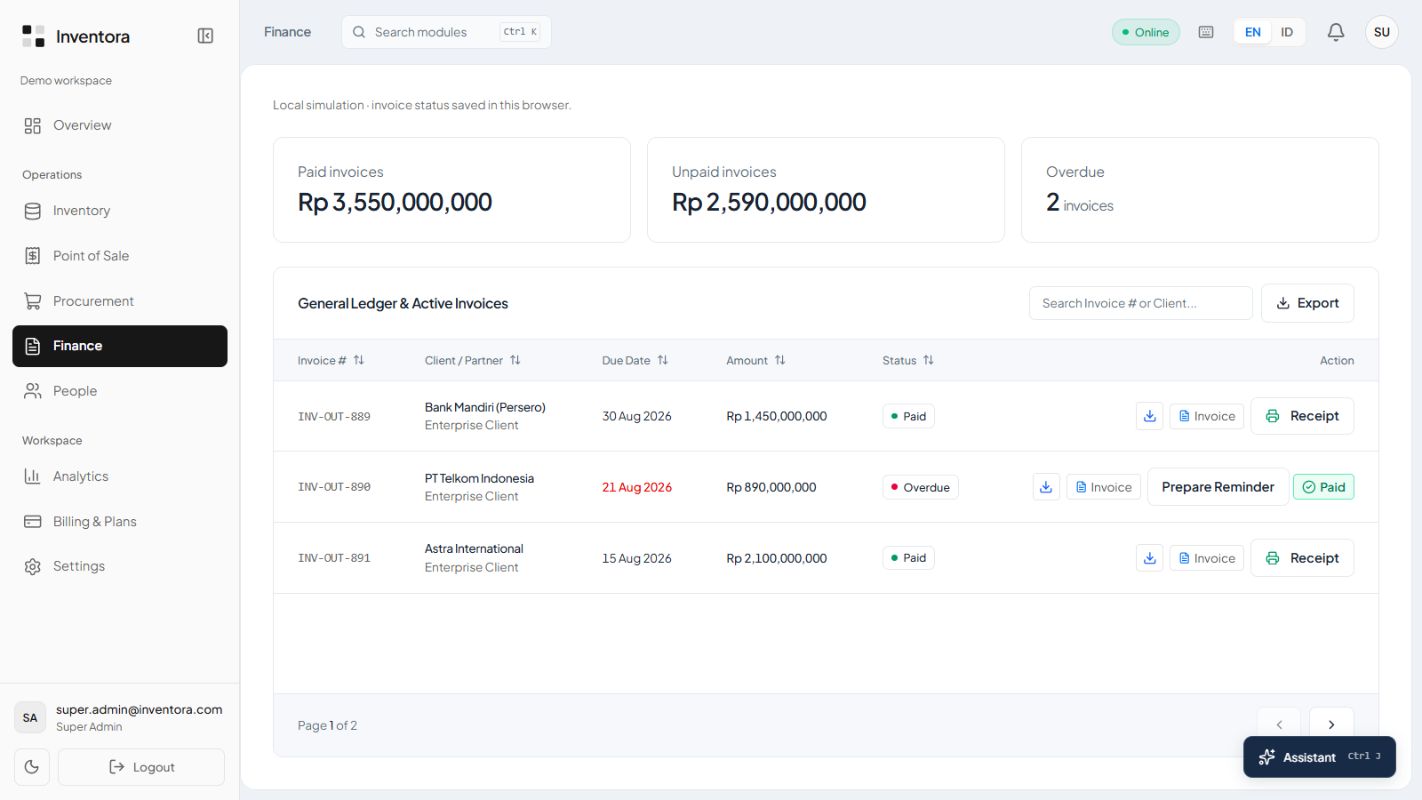 Inventora
Demo workspace
Overview
Operations
Inventory
Point of Sale
Procurement
Finance
People
Workspace
Analytics
Billing & Plans
Settings
SA
super.admin@inventora.com
Super Admin
Logout
Finance
Search modules
Ctrl K
Online
EN
ID
SU
Local simulation · invoice status saved in this browser.
Paid invoices
Rp 3,550,000,000
Unpaid invoices
Rp 2,590,000,000
Overdue
2 invoices
General Ledger & Active Invoices
Search Invoice # or Client...
Export
Invoice # Client / Partner Due Date Amount Status Action
INV-OUT-889 Bank Mandiri (Persero) 30 Aug 2026 Rp 1,450,000,000 Paid Invoice Receipt
Enterprise Client
INV-OUT-890 PT Telkom Indonesia 21 Aug 2026 Rp 890,000,000 Overdue Invoice Prepare Reminder Paid
Enterprise Client
INV-OUT-891 Astra International 15 Aug 2026 Rp 2,100,000,000 Paid Invoice Receipt
Enterprise Client
Page 1 of 2
Assistant Ctrl J